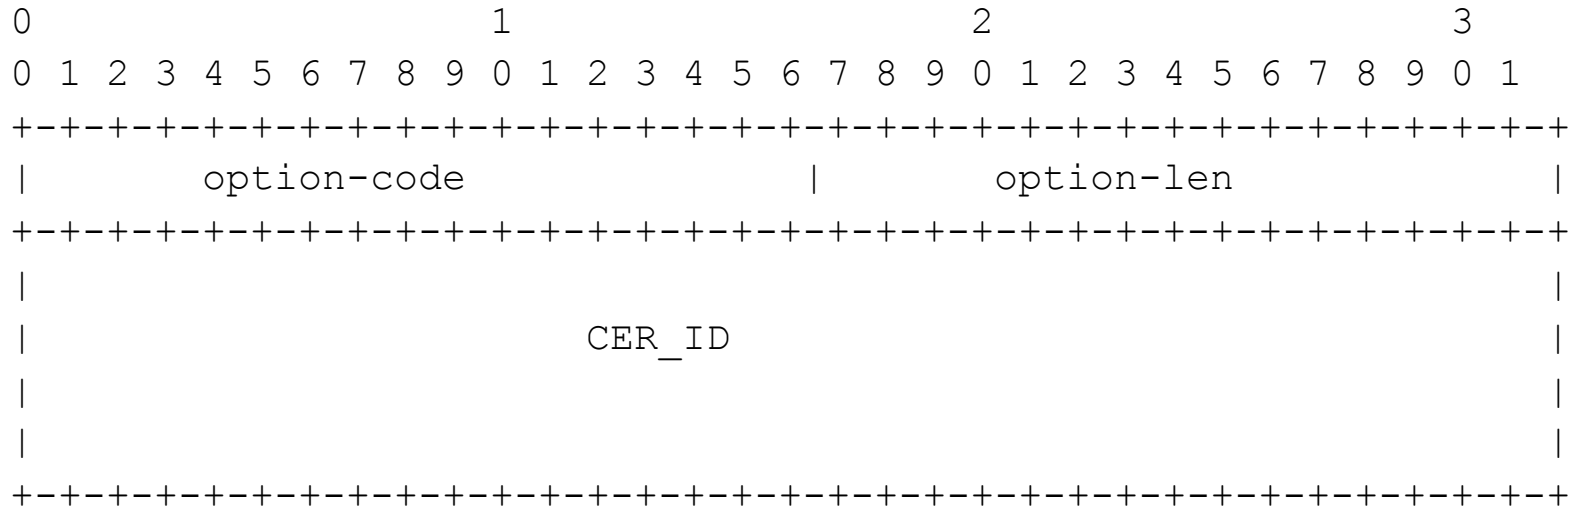 0                   1                   2                   3
0 1 2 3 4 5 6 7 8 9 0 1 2 3 4 5 6 7 8 9 0 1 2 3 4 5 6 7 8 9 0 1
+-+-+-+-+-+-+-+-+-+-+-+-+-+-+-+-+-+-+-+-+-+-+-+-+-+-+-+-+-+-+-+-+
|       option-code              |       option-len             |
+-+-+-+-+-+-+-+-+-+-+-+-+-+-+-+-+-+-+-+-+-+-+-+-+-+-+-+-+-+-+-+-+
|                                                               |
|                       CER_ID                                  |
|                                                               |
|                                                               |
+-+-+-+-+-+-+-+-+-+-+-+-+-+-+-+-+-+-+-+-+-+-+-+-+-+-+-+-+-+-+-+-+